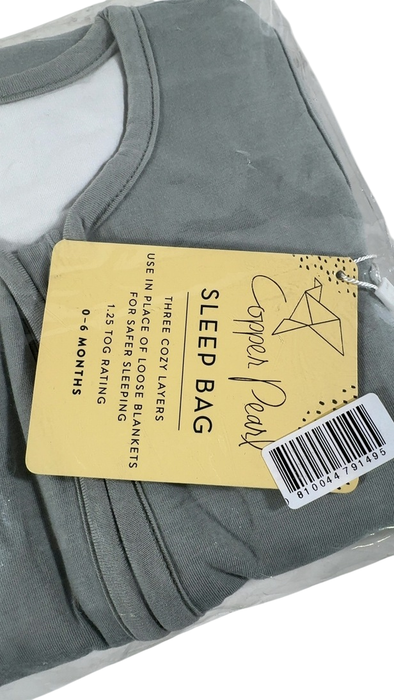 Copper Pearl
SLEEP BAG
THREE COZY LAYERS
USE IN PLACE OF LOOSE BLANKETS
FOR SAFER SLEEPING
1.25 TOG RATING
0-6 MONTHS
810044791495